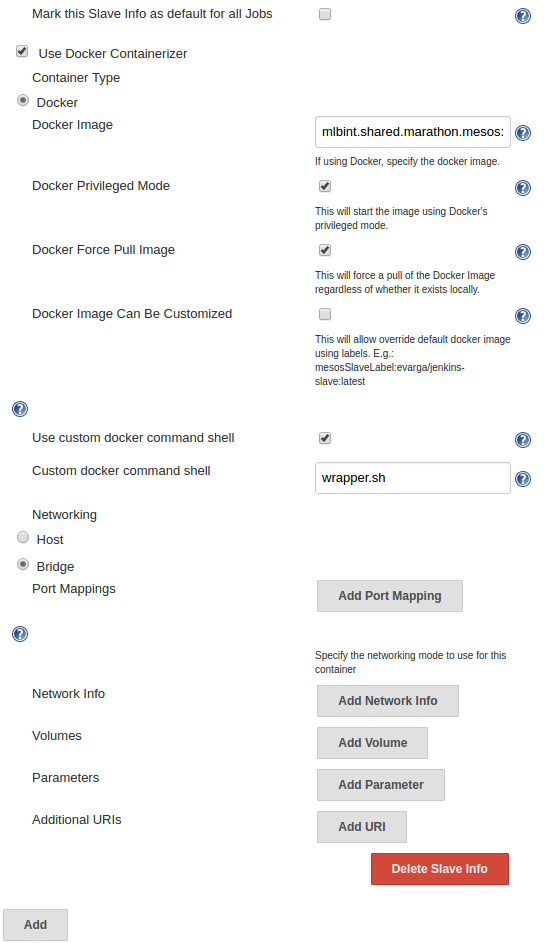 Mark this Slave Info as default for all Jobs
Use Docker Containerizer
Container Type
Docker
Docker Image
mlbint.shared.marathon.mesos:
If using Docker, specify the docker image.
Docker Privileged Mode
This will start the image using Docker's
privileged mode.
Docker Force Pull Image
This will force a pull of the Docker Image
regardless of whether it exists locally.
Docker Image Can Be Customized
This will allow override default docker image
using labels. E.g.:
mesosSlaveLabel:evarga/jenkins-
slave:latest
Use custom docker command shell
Custom docker command shell
wrapper.sh
Networking
Host
Bridge
Port Mappings
Add Port Mapping
Specify the networking mode to use for this
container
Network Info
Add Network Info
Volumes
Add Volume
Parameters
Add Parameter
Additional URIs
Add URI
Delete Slave Info
Add